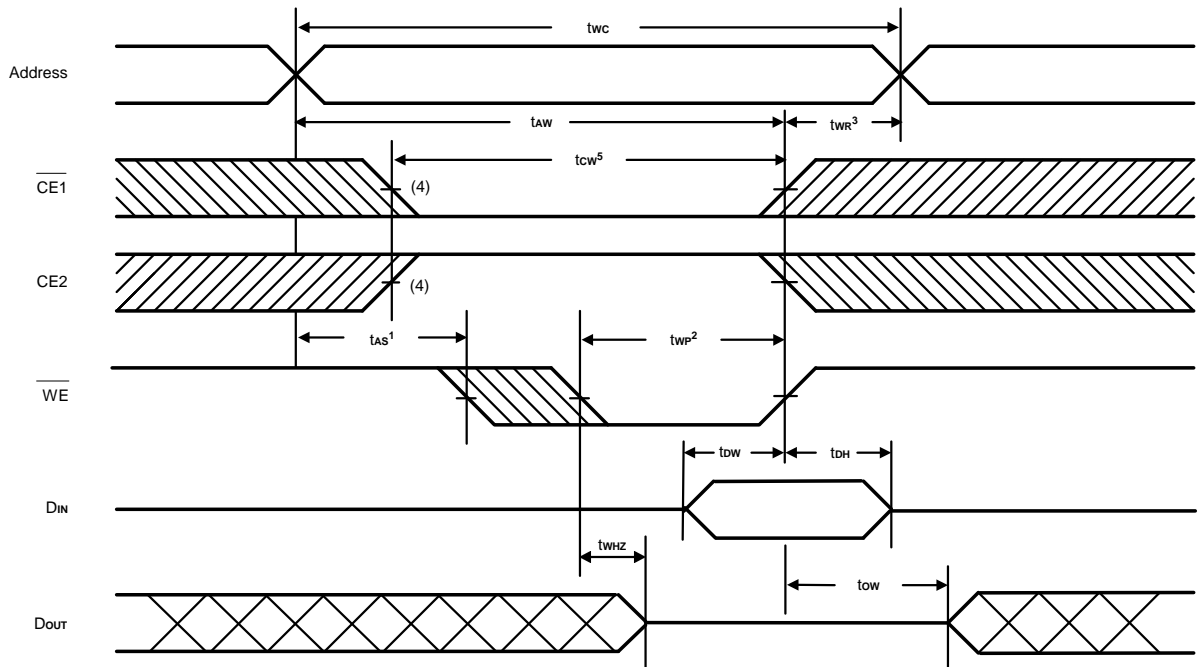 tWC
Address
tAW
tWR³
tCW⁵
CE1
(4)
CE2
(4)
tAS¹
tWP²
WE
tDW
tDH
DIN
tWHZ
tOW
DOUT